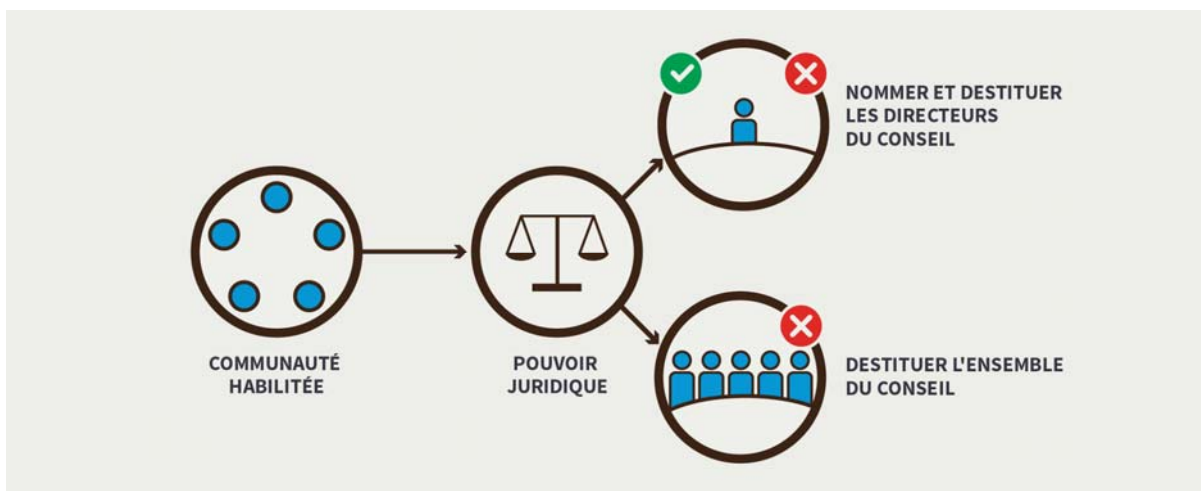 COMMUNAUTÉ
HABILITÉE
POUVOIR
JURIDIQUE
NOMMER ET DESTITUER
LES DIRECTEURS
DU CONSEIL
DESTITUER L'ENSEMBLE
DU CONSEIL